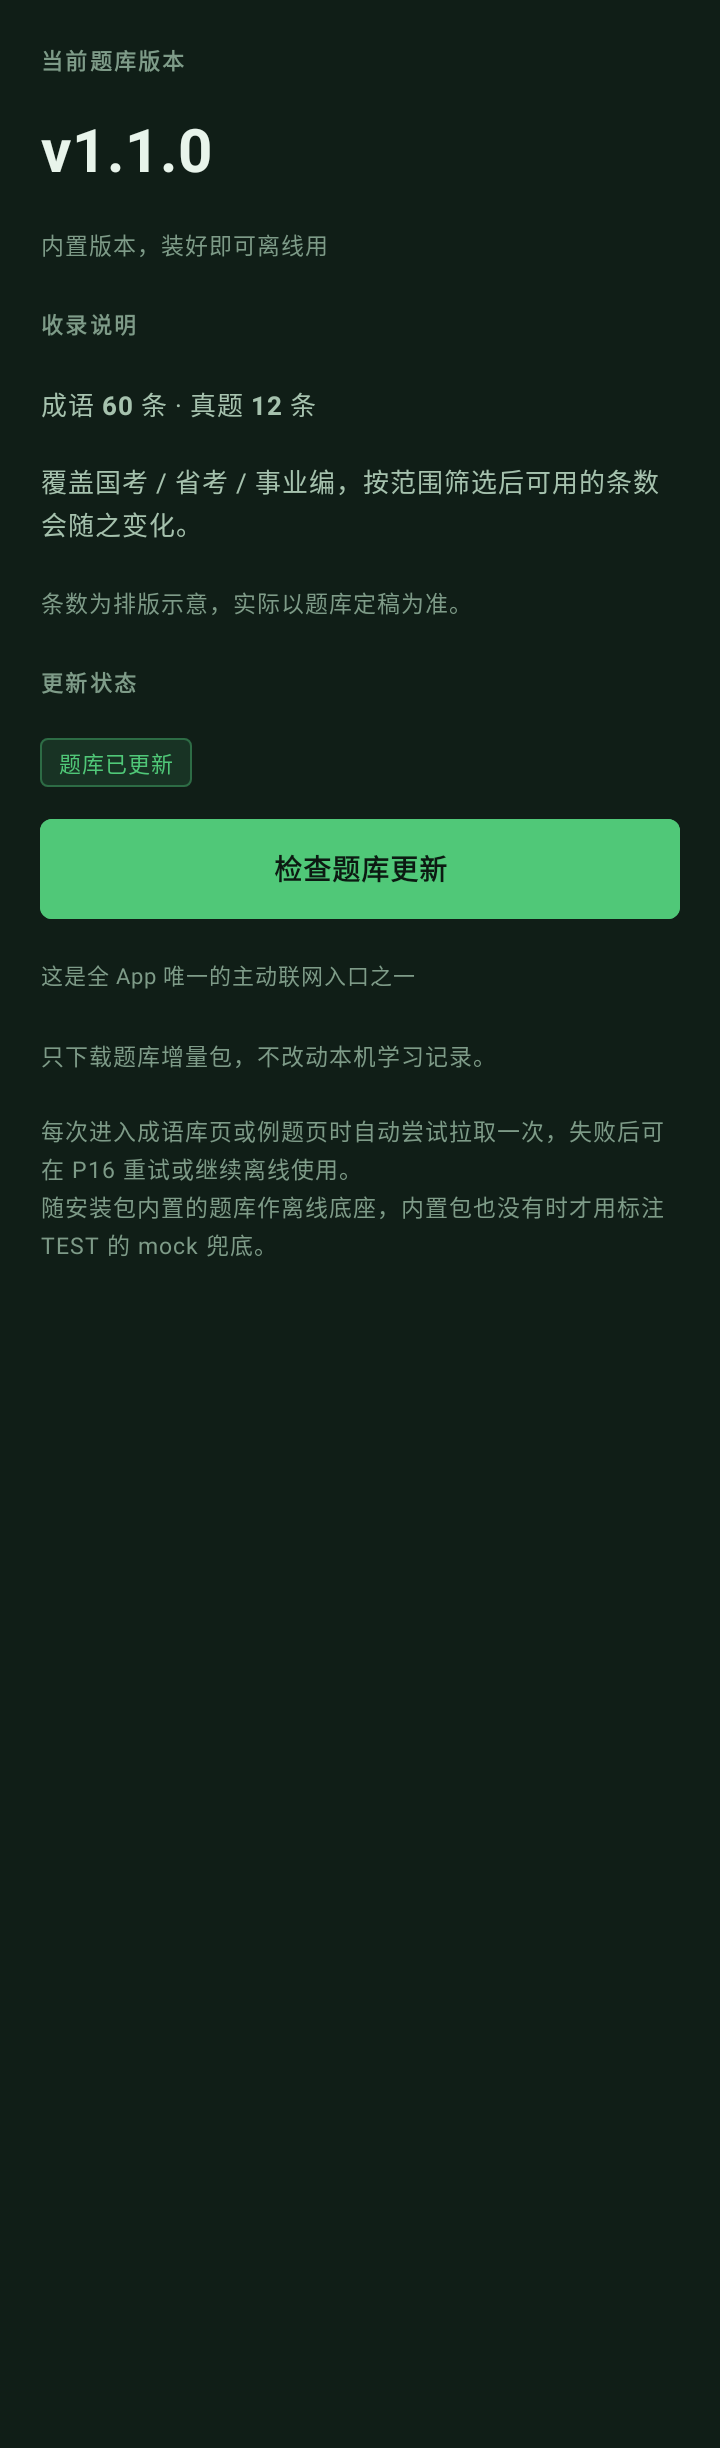 当前题库版本
v1.1.0
内置版本，装好即可离线用
收录说明
成语 60 条 · 真题 12 条
覆盖国考 / 省考 / 事业编，按范围筛选后可用的条数
会随之变化。
条数为排版示意，实际以题库定稿为准。
更新状态
题库已更新
检查题库更新
这是全 App 唯一的主动联网入口之一
只下载题库增量包，不改动本机学习记录。
每次进入成语库页或例题页时自动尝试拉取一次，失败后可
在 P16 重试或继续离线使用。
随安装包内置的题库作离线底座，内置包也没有时才用标注
TEST 的 mock 兜底。